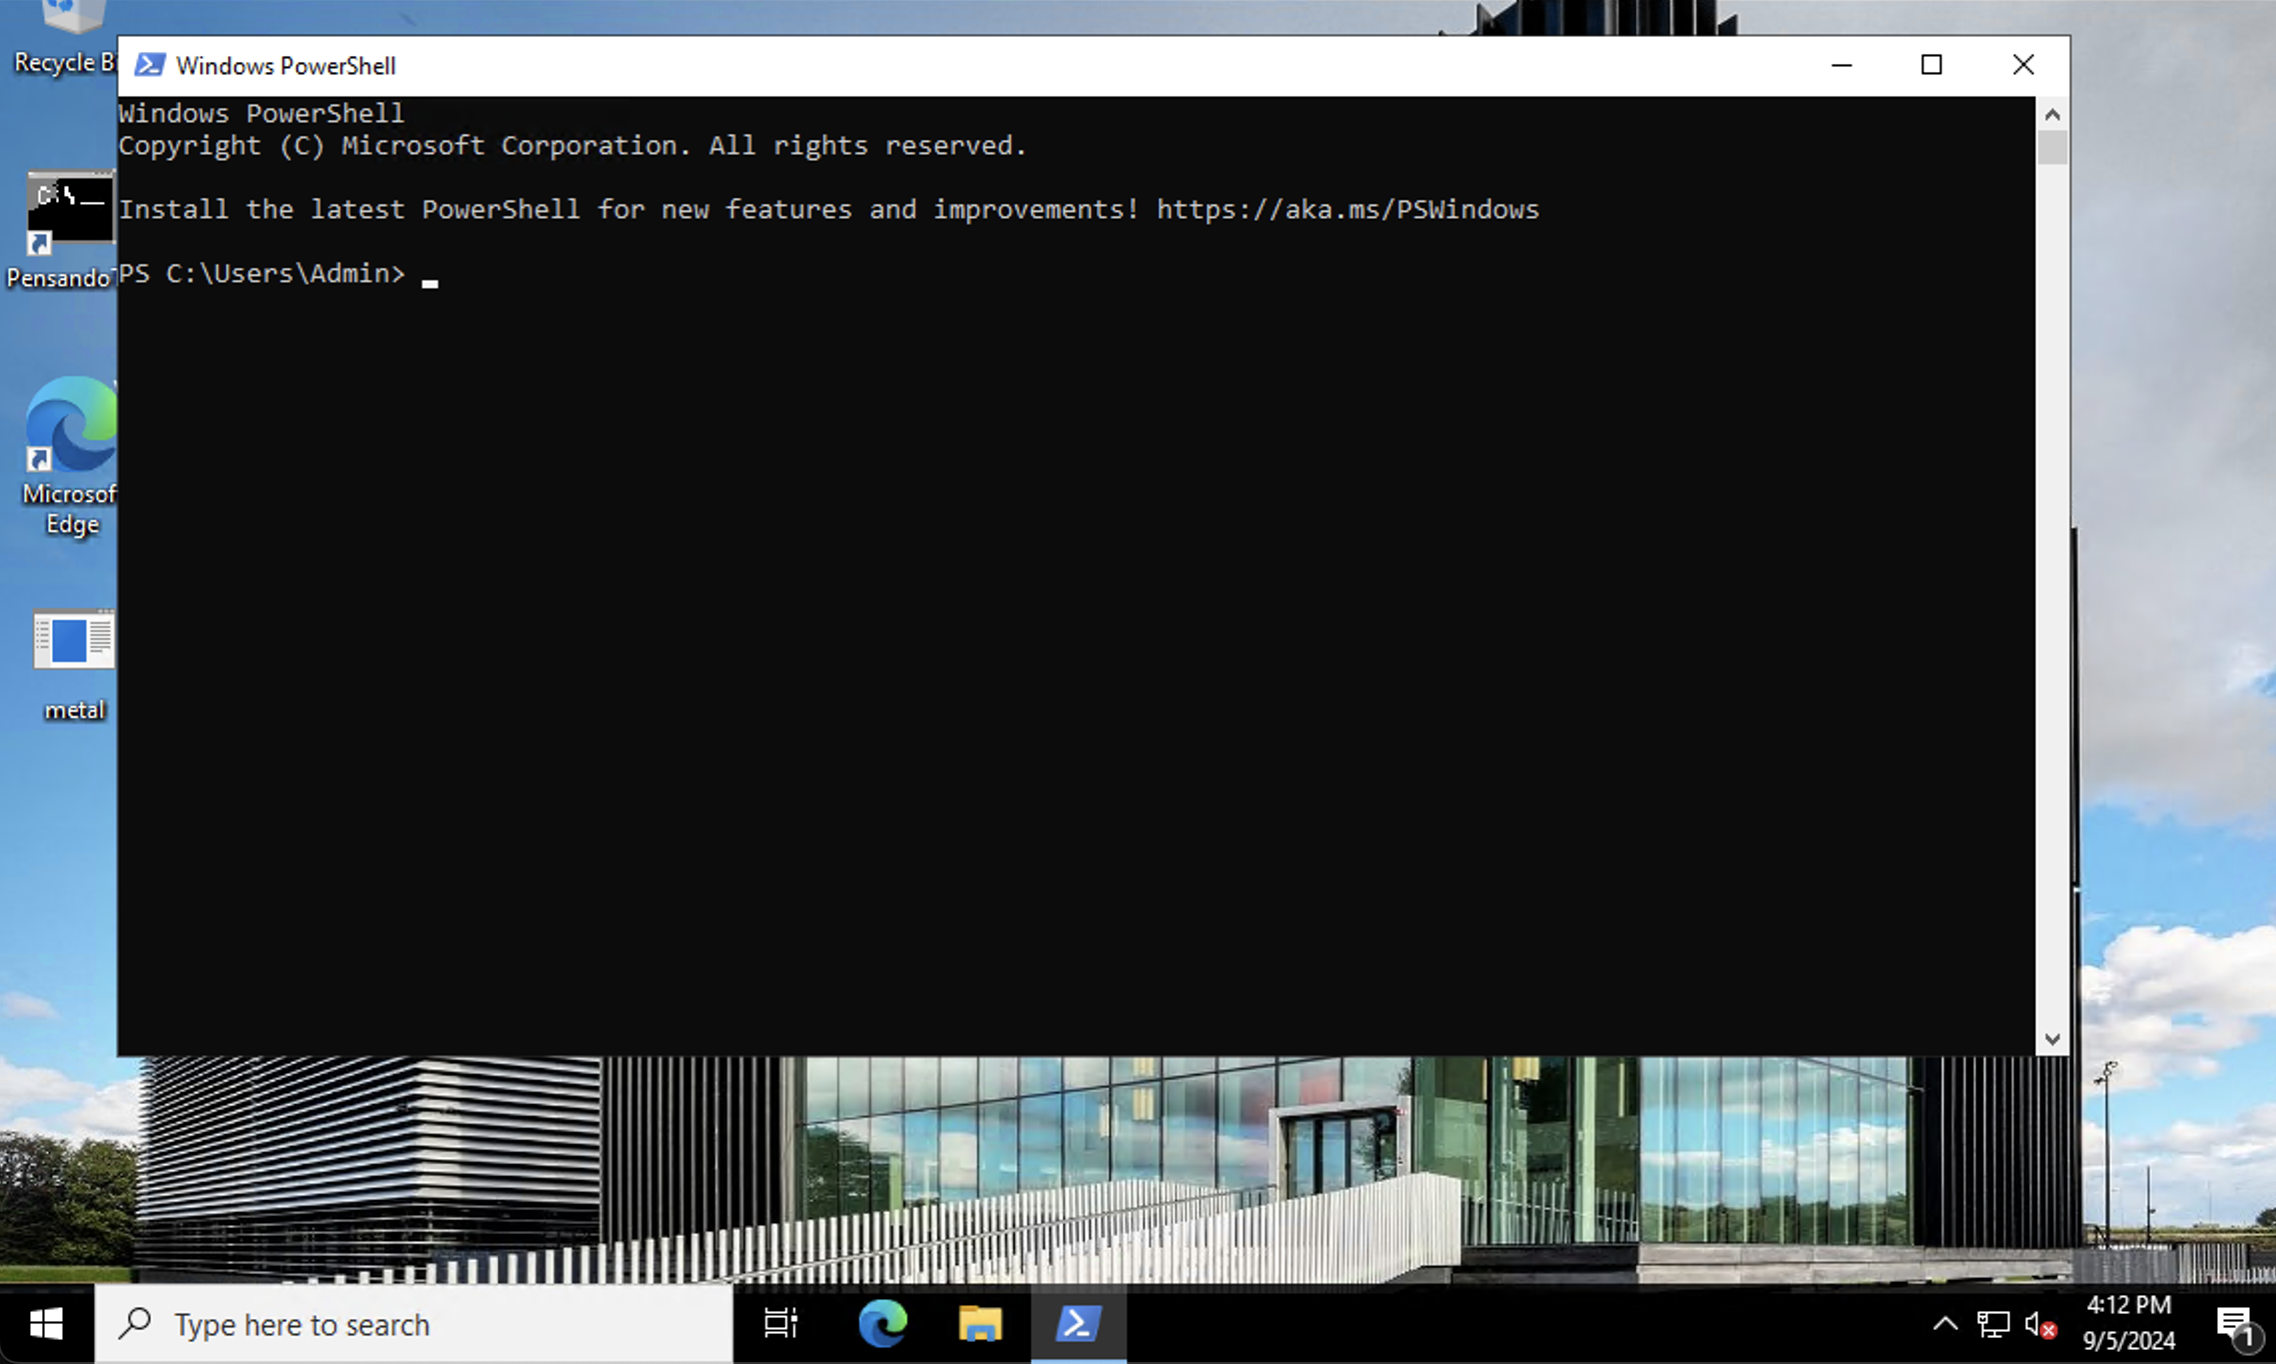 Recycle B
Windows PowerShell
Windows PowerShell
Copyright (C) Microsoft Corporation. All rights reserved.
Install the latest PowerShell for new features and improvements! https://aka.ms/PSWindows
PS C:\Users\Admin> _
C:\_
Pensando
Microsof
Edge
metal
Type here to search
4:12 PM
9/5/2024
1